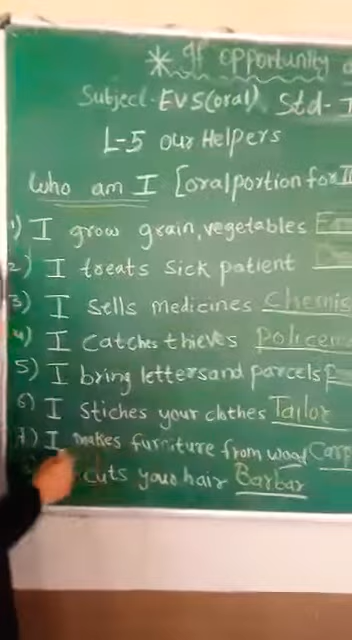 * If opportunity
Subject-EVS(oral). Std-
L-5 our Helpers
Who am I [oral portion for II
1) I grow grain, vegetables
2) I treats sick patient
3) I sells medicines Chemis
4) I catches thieves Policem
5) I bring letters and parcels P
6) I Stiches your clothes Tailor
7) I makes furniture from wood Carp
cuts your hair Barbar